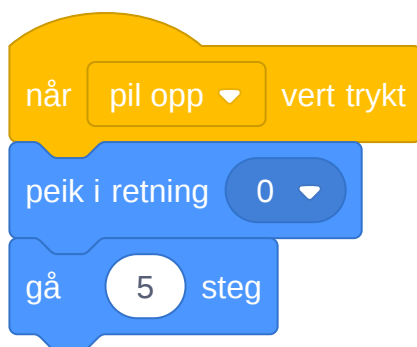 når pil opp vert trykt
peik i retning 0
gå 5 steg